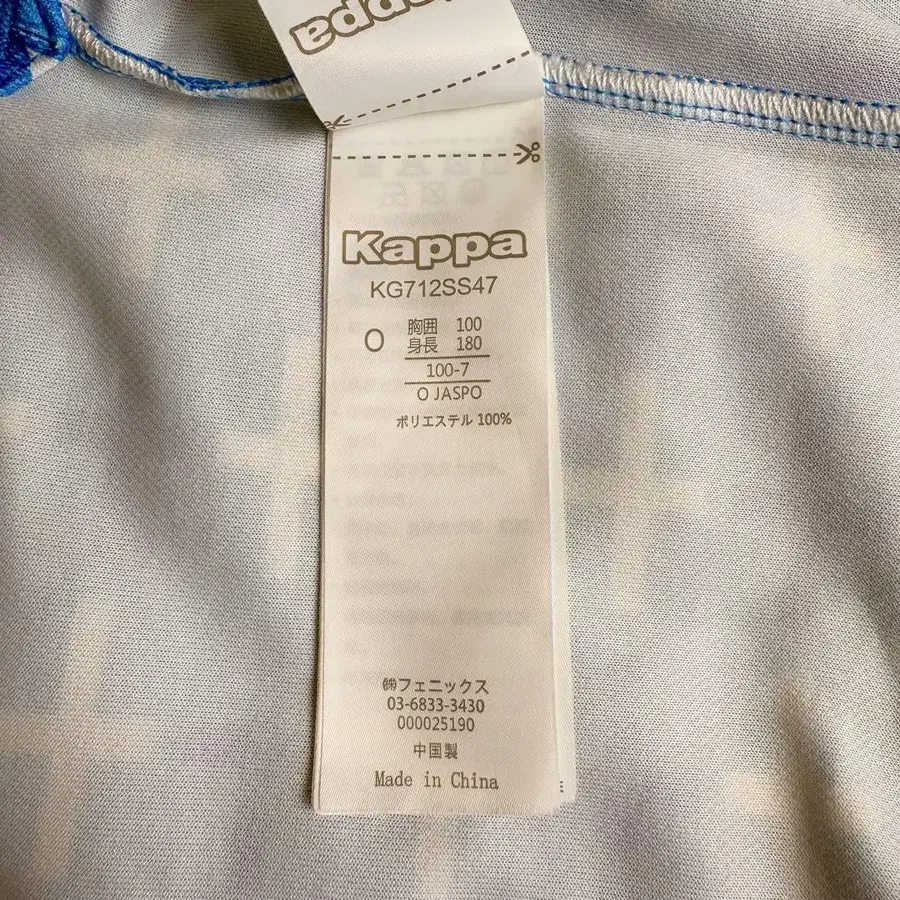 Kappa
Kappa
KG712SS47
O 胸囲 100
身長 180
100-7
O JASPO
ポリエステル 100%
㈱フェニックス
03-6833-3430
000025190
中国製
Made in China